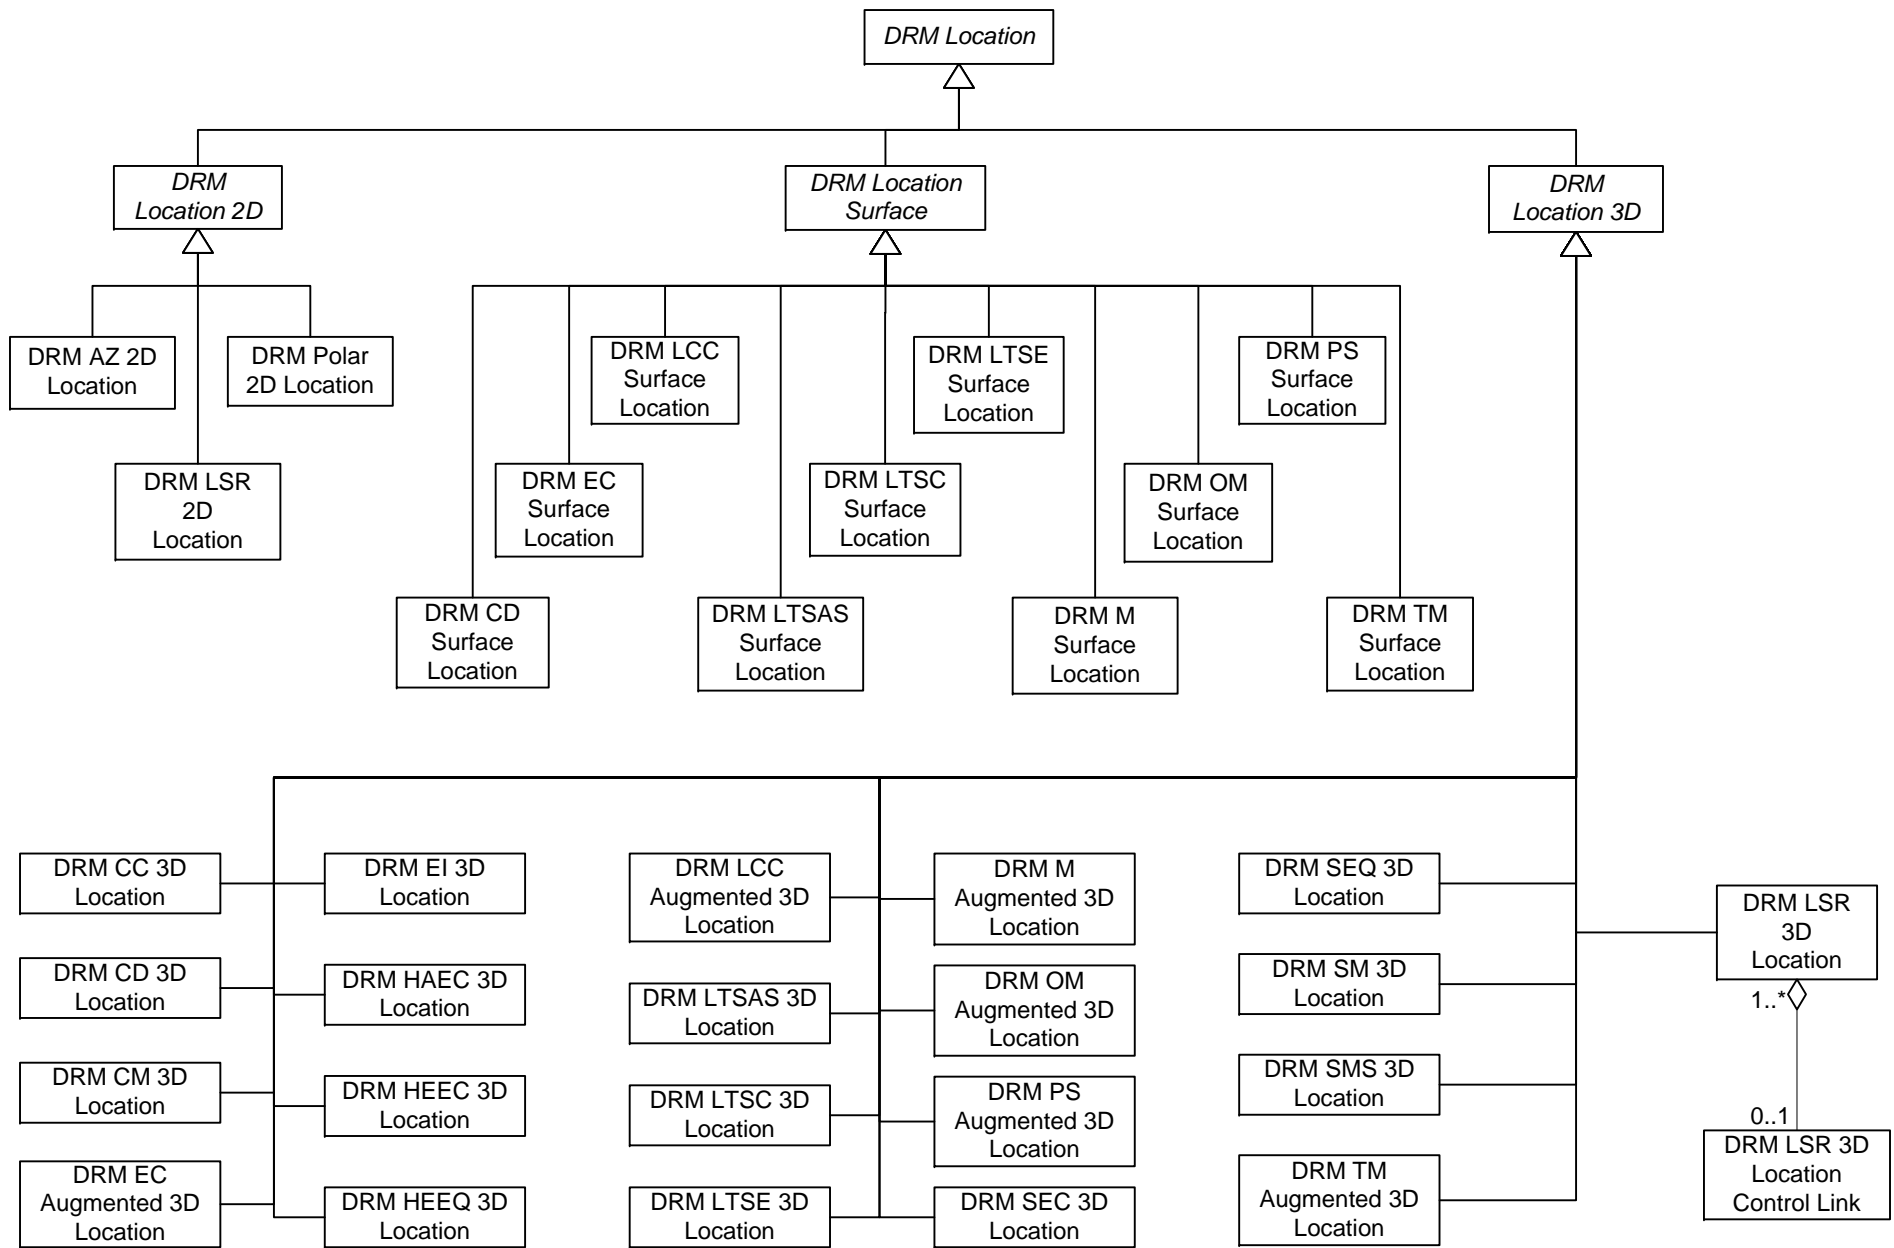 DRM Location
DRM
Location 2D
DRM Location
Surface
DRM
Location 3D
DRM AZ 2D
Location
DRM Polar
2D Location
DRM LSR
2D
Location
DRM LCC
Surface
Location
DRM LTSE
Surface
Location
DRM PS
Surface
Location
DRM EC
Surface
Location
DRM LTSC
Surface
Location
DRM OM
Surface
Location
DRM CD
Surface
Location
DRM LTSAS
Surface
Location
DRM M
Surface
Location
DRM TM
Surface
Location
DRM CC 3D
Location
DRM EI 3D
Location
DRM LCC
Augmented 3D
Location
DRM M
Augmented 3D
Location
DRM SEQ 3D
Location
DRM LSR
3D
Location
DRM CD 3D
Location
DRM HAEC 3D
Location
DRM LTSAS 3D
Location
DRM OM
Augmented 3D
Location
DRM SM 3D
Location
1..*
DRM CM 3D
Location
DRM HEEC 3D
Location
DRM LTSC 3D
Location
DRM PS
Augmented 3D
Location
DRM SMS 3D
Location
0..1
DRM EC
Augmented 3D
Location
DRM HEEQ 3D
Location
DRM LTSE 3D
Location
DRM SEC 3D
Location
DRM TM
Augmented 3D
Location
DRM LSR 3D
Location
Control Link